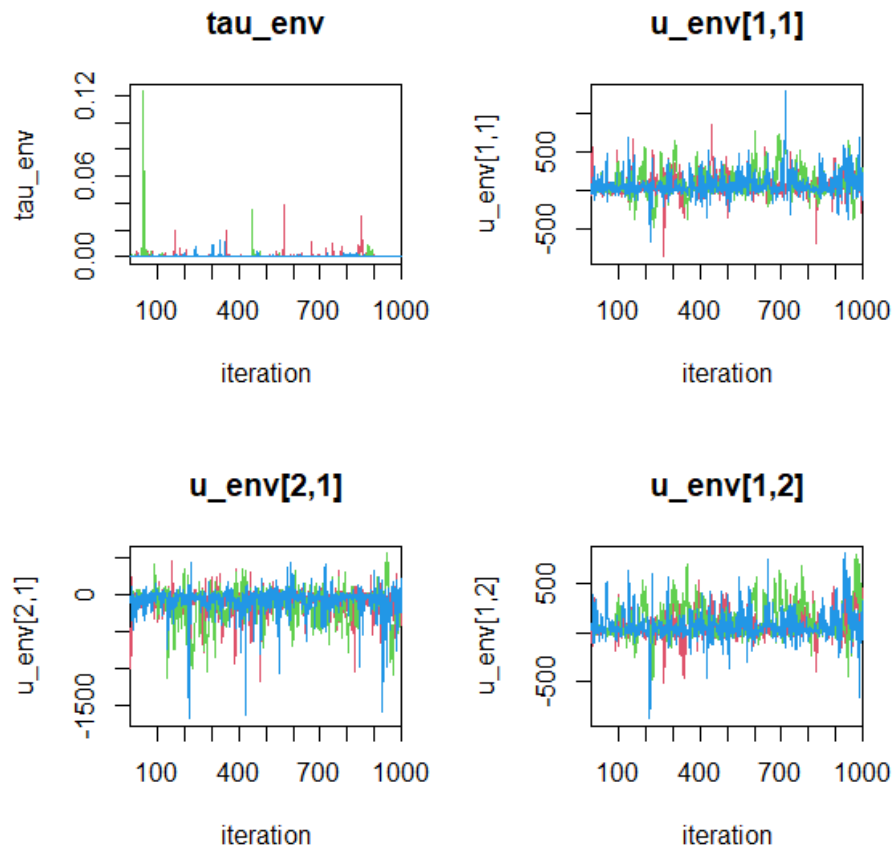 tau_env
tau_env
0.00 0.06 0.12
100 400 700 1000
iteration
u_env[1,1]
u_env[1,1]
-500 500
100 400 700 1000
iteration
u_env[2,1]
u_env[2,1]
-1500 0
100 400 700 1000
iteration
u_env[1,2]
u_env[1,2]
-500 500
100 400 700 1000
iteration